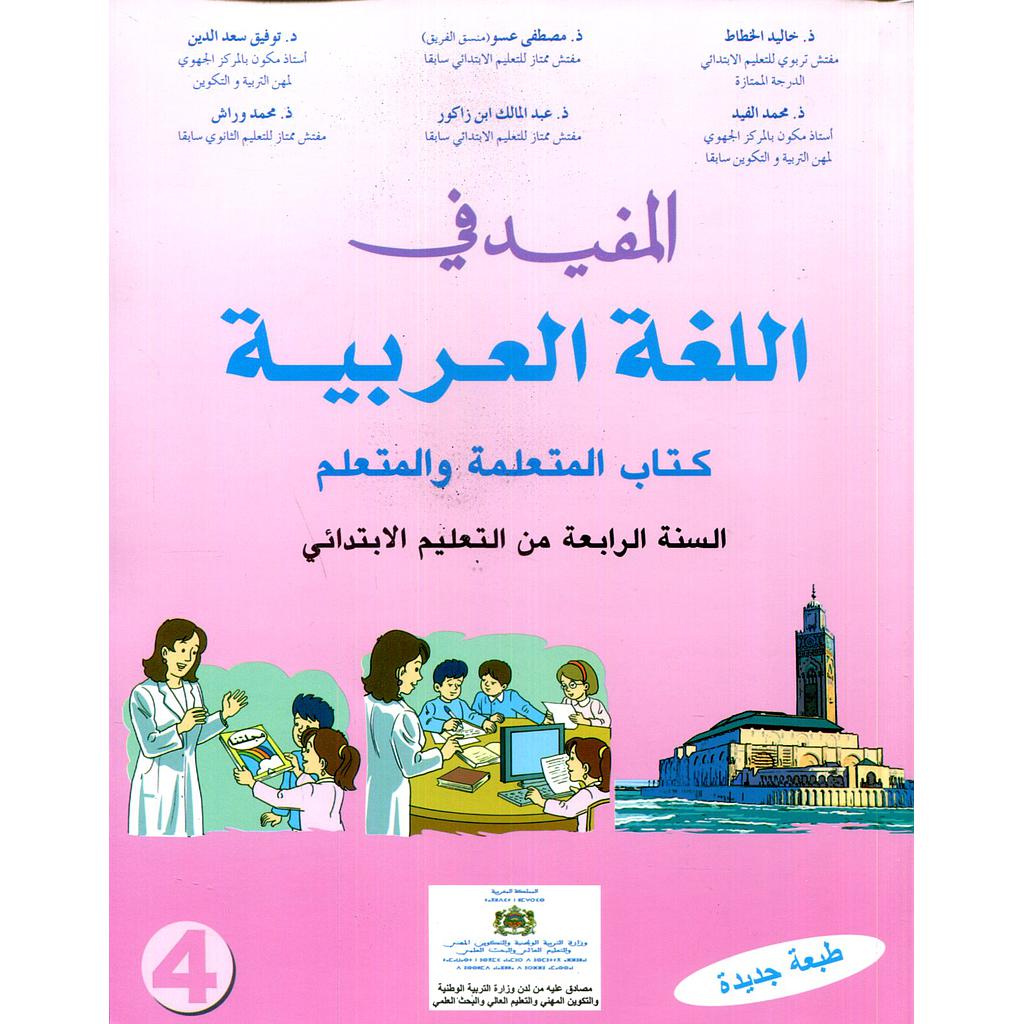 ذ. خاليد الخطاط
مفتش تربوي للتعليم الابتدائي
الدرجة الممتازة
ذ. مصطفى عسو (منسق الفريق)
مفتش ممتاز للتعليم الابتدائي سابقا
د. توفيق سعد الدين
أستاذ مكون بالمركز الجهوي
لمهن التربية و التكوين
ذ. محمد الفيد
أستاذ مكون بالمركز الجهوي
لمهن التربية و التكوين سابقا
ذ. عبد المالك ابن زاكور
مفتش ممتاز للتعليم الابتدائي سابقا
ذ. محمد وراش
مفتش ممتاز للتعليم الثانوي سابقا
المفيد في
اللغة العربية
كتاب المتعلمة والمتعلم
السنة الرابعة من التعليم الابتدائي
مجلتنا
المملكة المغربية
وزارة التربية الوطنية والتكوين المهني
والتعليم العالي والبحث العلمي
مصادق عليه من لدن وزارة التربية الوطنية
والتكوين المهني والتعليم العالي والبحث العلمي
4
طبعة جديدة